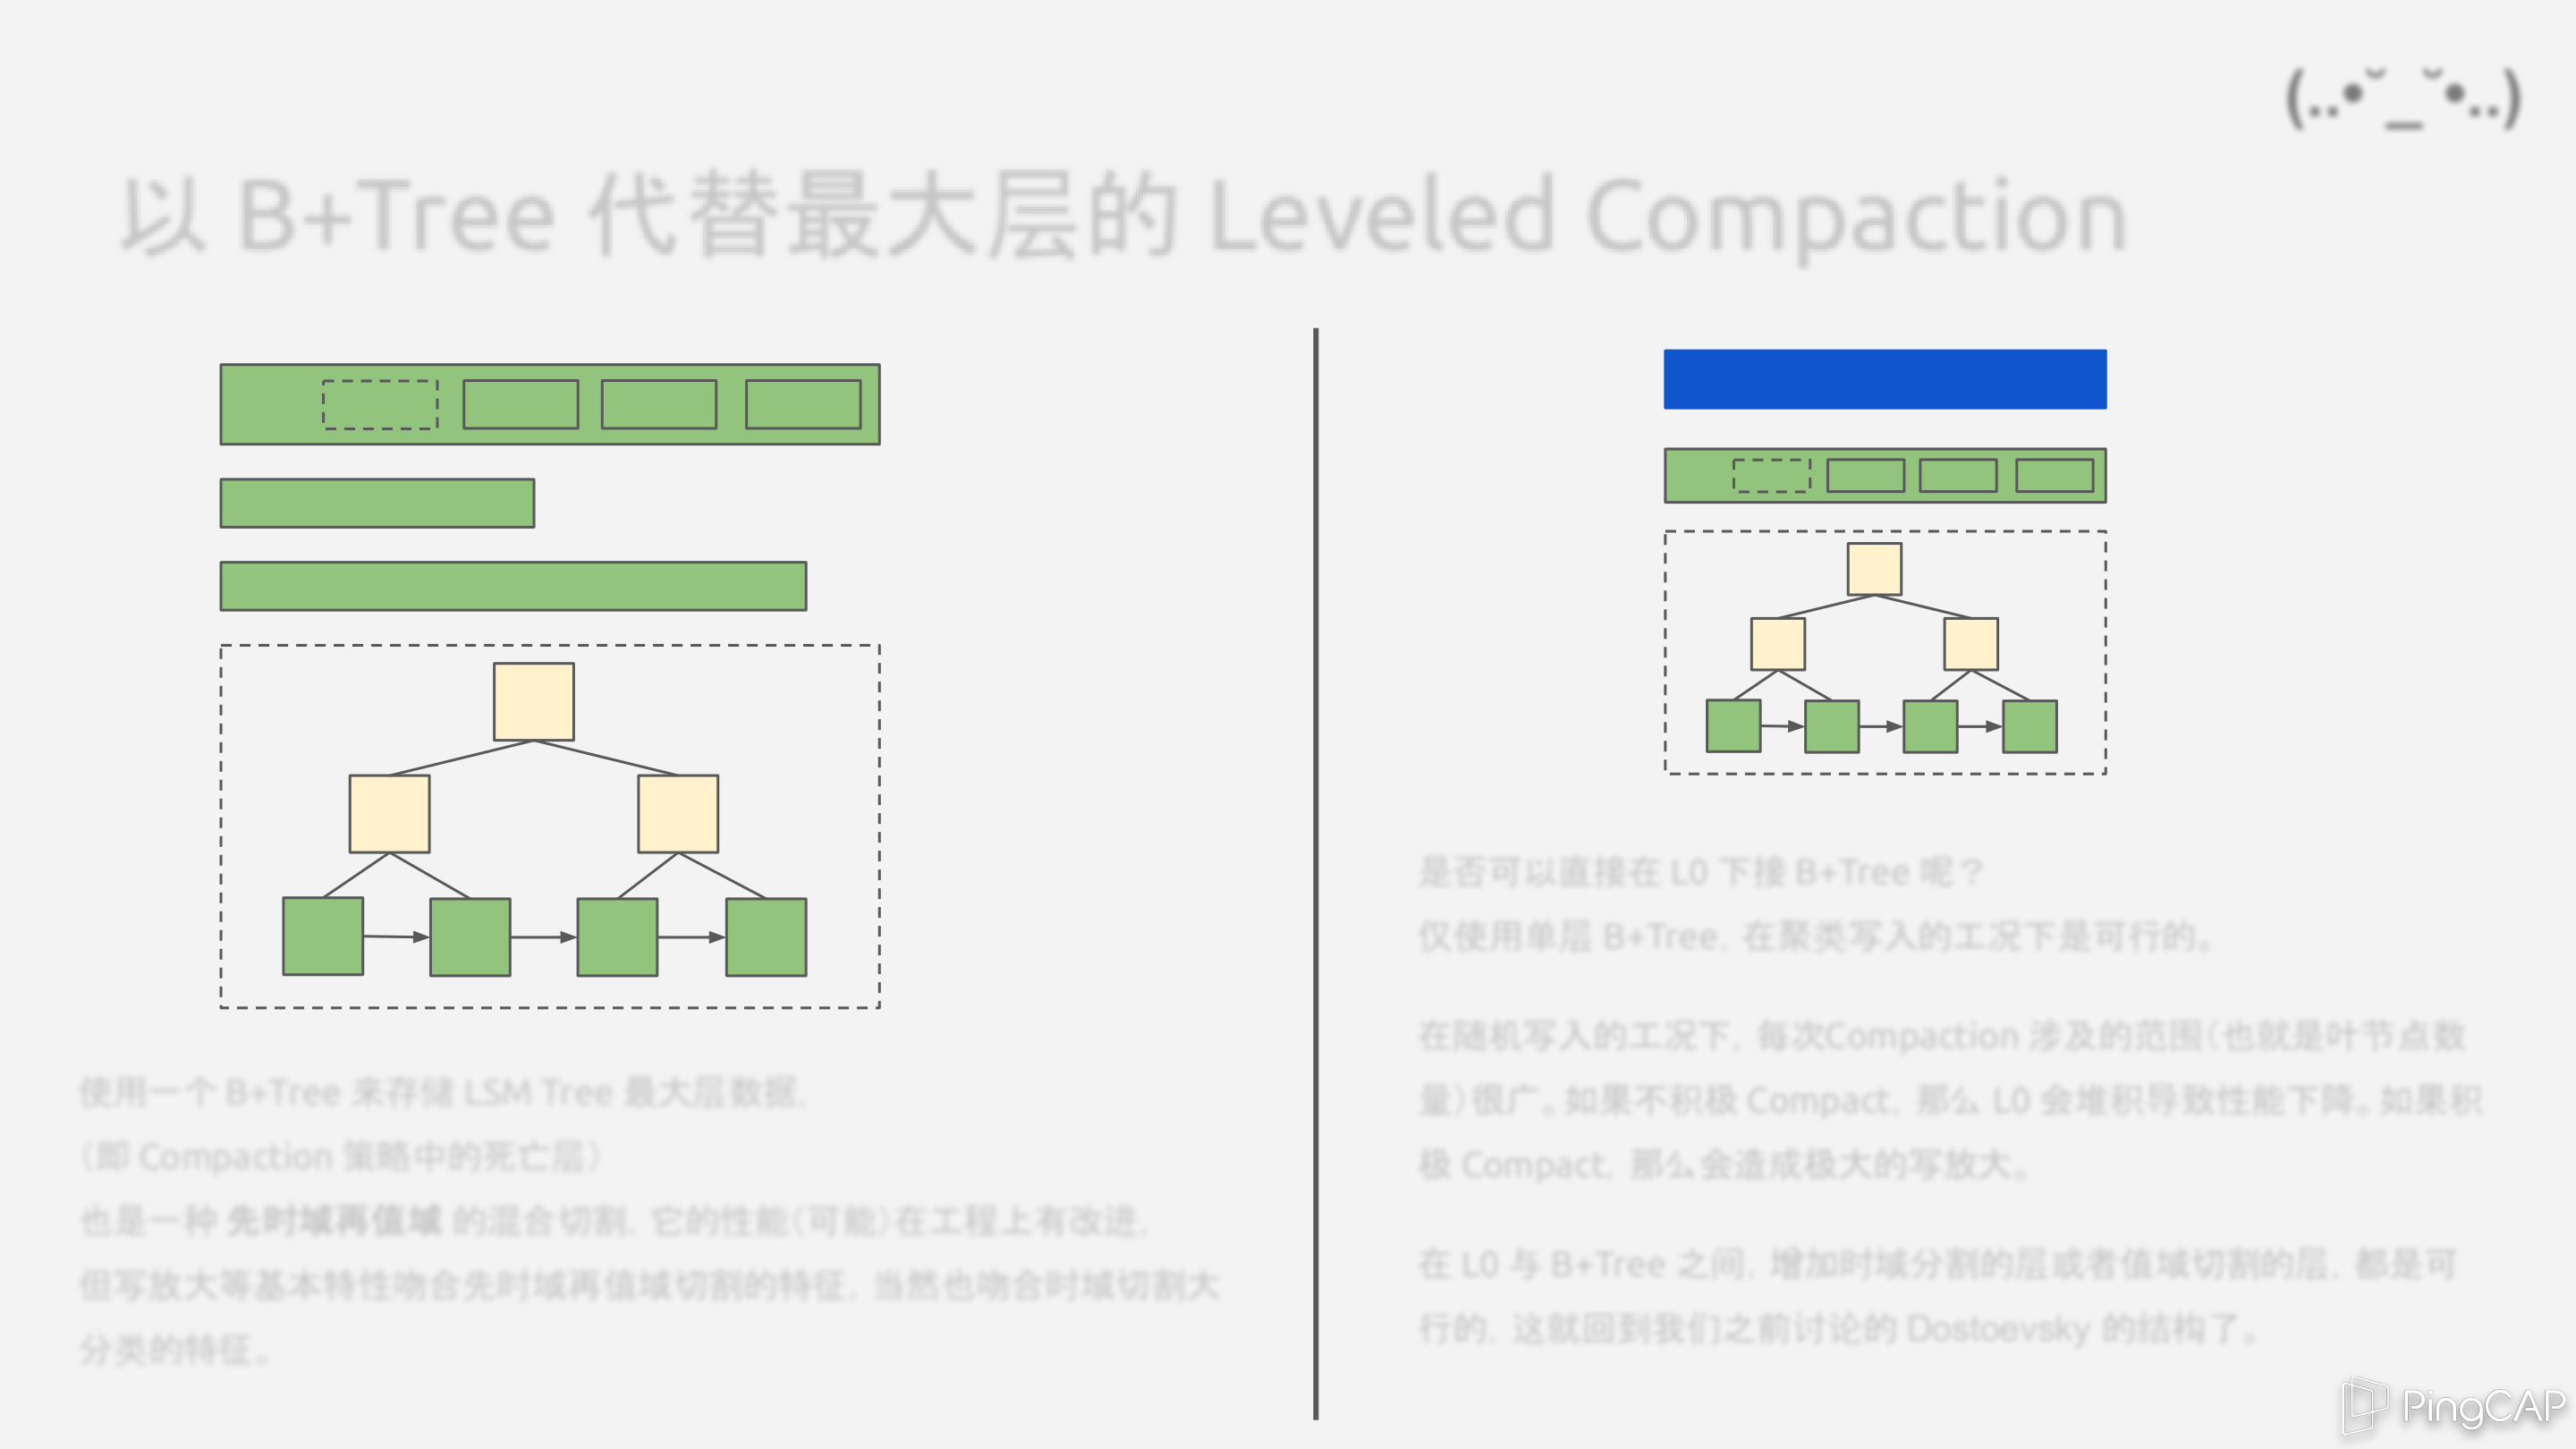 (..•˘_˘•..)
以 B+Tree 代替最大层的 Leveled Compaction
使用一个 B+Tree 来存储 LSM Tree 最大层数据，
（即 Compaction 策略中的死亡层）
也是一种 先时域再值域 的混合切割，它的性能（可能）在工程上有改进，
但写放大等基本特性吻合先时域再值域切割的特征，当然也吻合时域切割大
分类的特征。
是否可以直接在 L0 下接 B+Tree 呢？
仅使用单层 B+Tree，在聚类写入的工况下是可行的。
在随机写入的工况下，每次Compaction 涉及的范围（也就是叶节点数
量）很广。如果不积极 Compact，那么 L0 会堆积导致性能下降。如果积
极 Compact，那么会造成极大的写放大。
在 L0 与 B+Tree 之间，增加时域分割的层或者值域切割的层，都是可
行的，这就回到我们之前讨论的 Dostoevsky 的结构了。
PingCAP